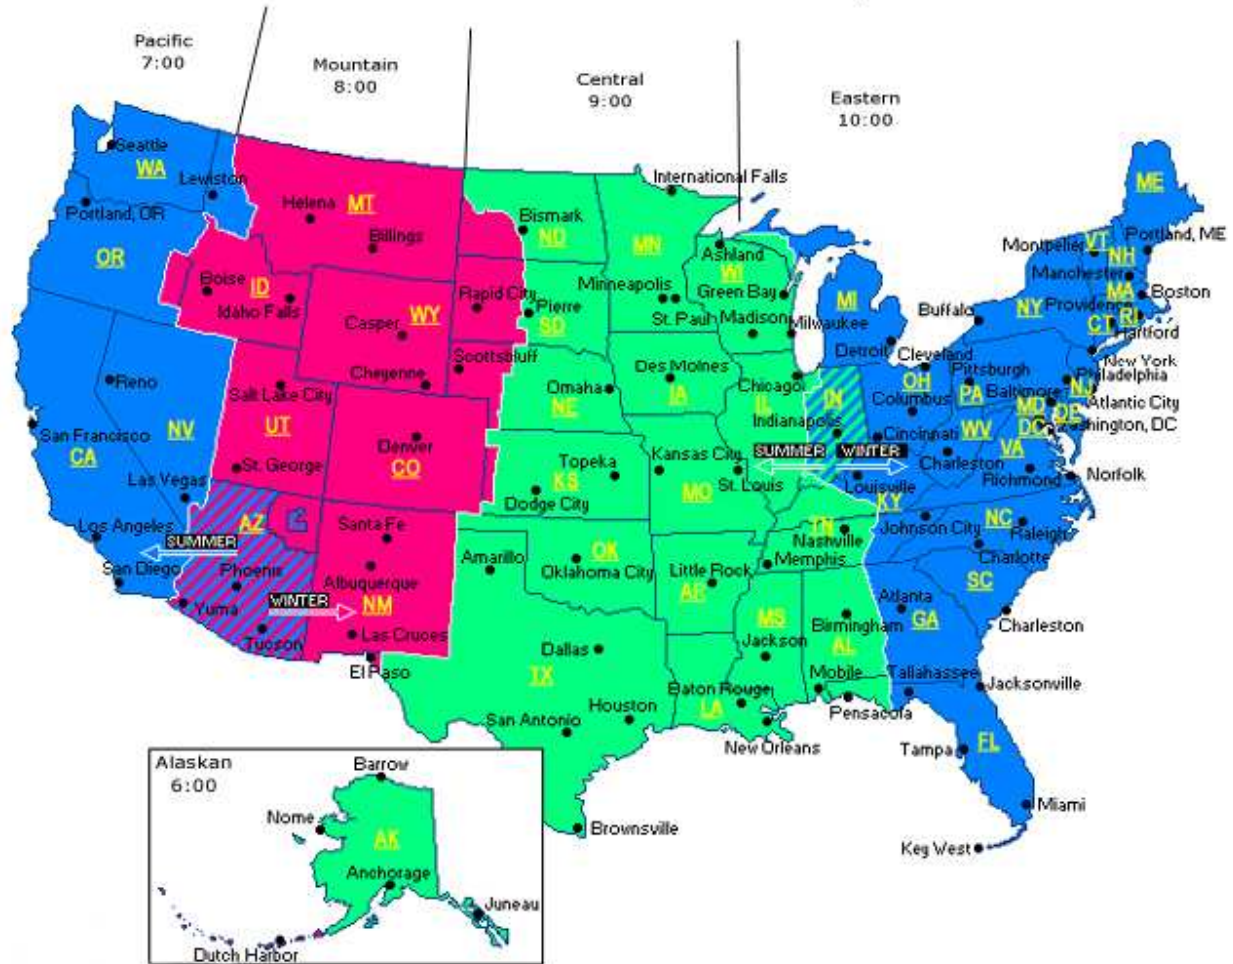 Pacific
7:00
Mountain
8:00
Central
9:00
Eastern
10:00
Seattle
WA
Lewiston
Portland, OR
OR
Helena
MT
Billings
Boise
ID
Idaho Falls
Casper
WY
Cheyenne
Reno
NV
San Francisco
CA
Las Vegas
Los Angeles
San Diego
Salt Lake City
UT
St. George
Denver
CO
AZ
SUMMER
Phoenix
WINTER
Yuma
Tucson
Santa Fe
Albuquerque
NM
Las Cruces
El Paso
International Falls
Bismark
ND
MN
Rapid City
Pierre
SD
Minneapolis
St. Paul
Ashland
WI
Green Bay
Madison
Milwaukee
Scottsbluff
Omaha
NE
Des Moines
IA
Chicago
IL
Topeka
KS
Dodge City
Kansas City
MO
St. Louis
Amarillo
OK
Oklahoma City
Little Rock
AR
Memphis
TN
Nashville
Dallas
TX
Houston
San Antonio
Brownsville
MS
Jackson
Baton Rouge
LA
New Orleans
Birmingham
AL
Mobile
Pensacola
MI
Detroit
IN
Indianapolis
SUMMER
WINTER
Cleveland
OH
Columbus
Cincinnati
Louisville
KY
Charleston
WV
Johnson City
Buffalo
NY
Pittsburgh
PA
Baltimore
Philadelphia
NJ
Atlantic City
MD
DE
DC
Washington, DC
VA
Richmond
Norfolk
ME
Montpelier
VT
Portland, ME
NH
Manchester
MA
Boston
Providence
RI
CT
Hartford
New York
NC
Raleigh
Charlotte
SC
Charleston
Atlanta
GA
Tallahassee
Jacksonville
Tampa
FL
Miami
Key West
Alaskan
6:00
Barrow
Nome
AK
Anchorage
Juneau
Dutch Harbor